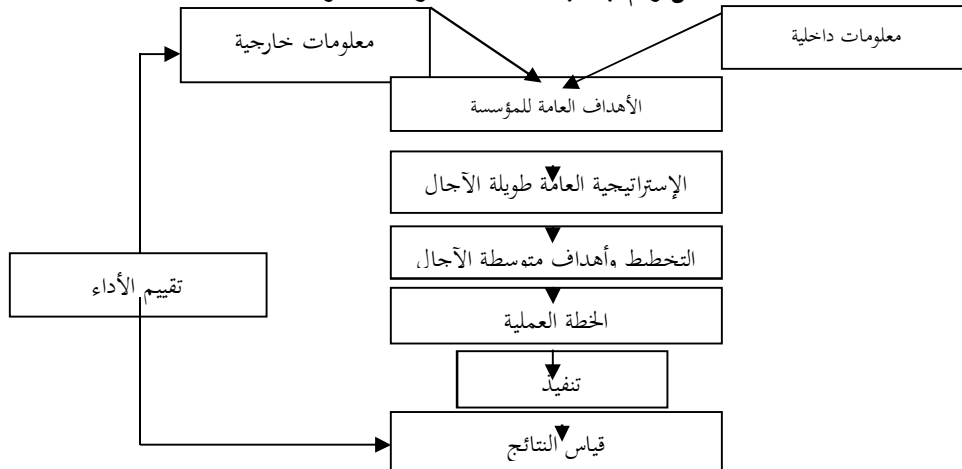 معلومات خارجية
معلومات داخلية
الأهداف العامة للمؤسسة
الإستراتيجية العامة طويلة الآجال
التخطيط وأهداف متوسطة الآجال
تقييم الأداء
الخطة العملية
تنفيذ
قياس النتائج